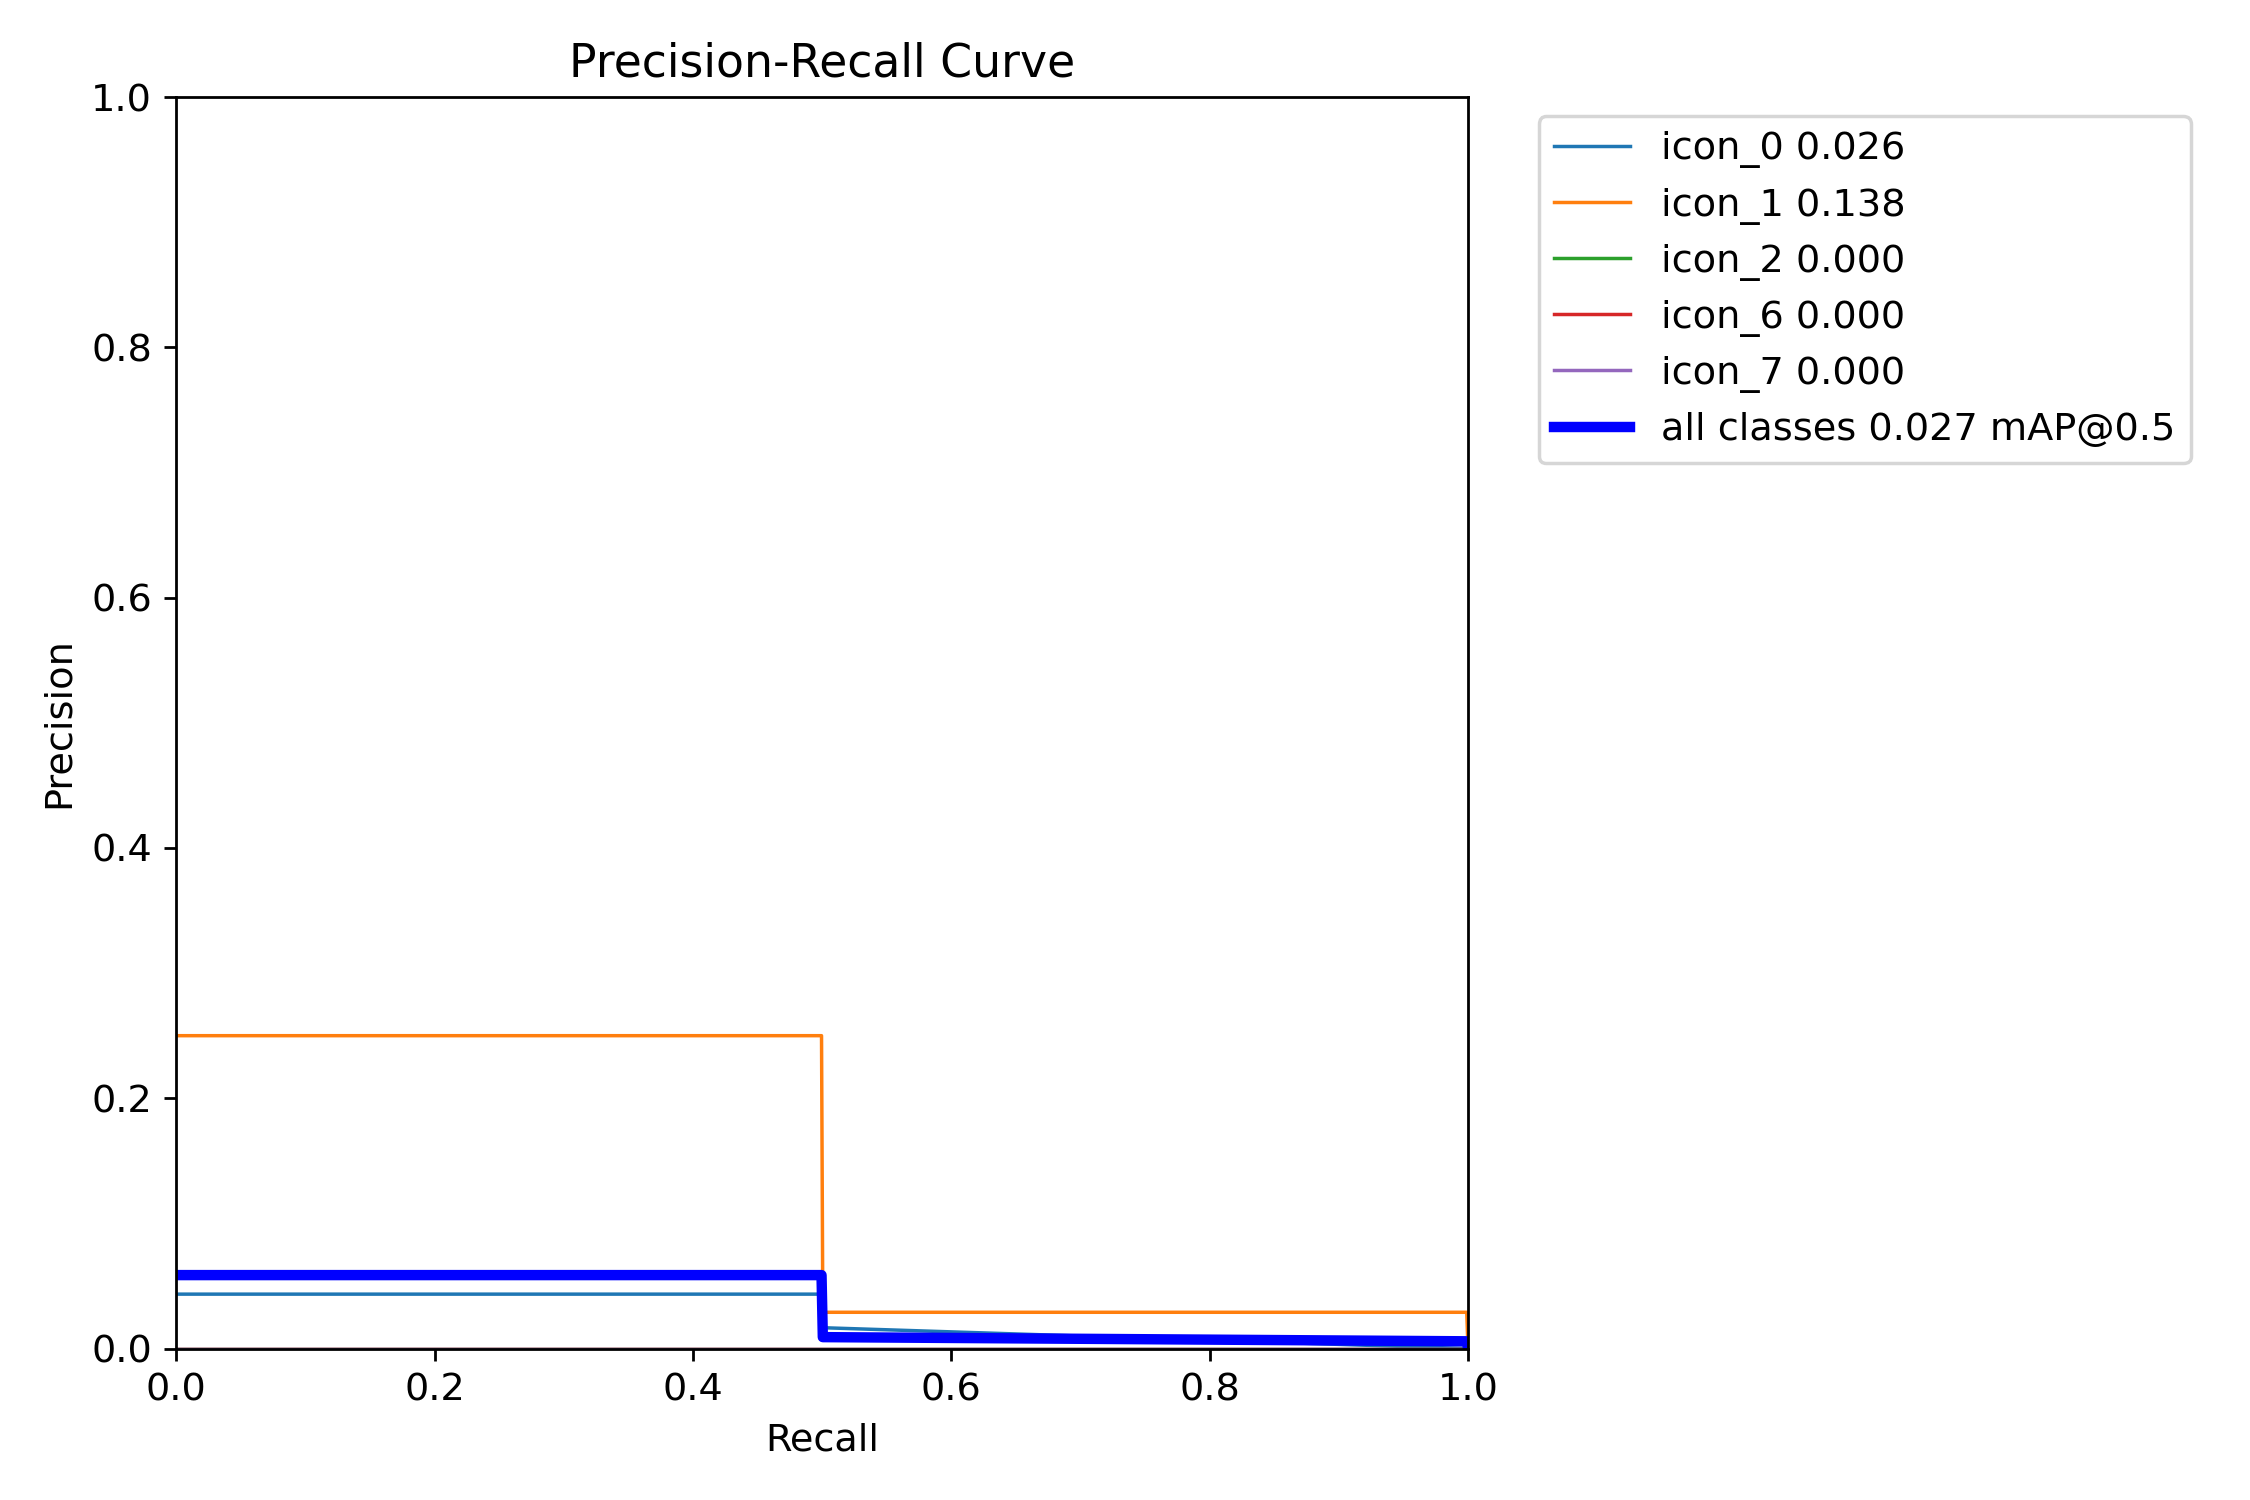 Precision-Recall Curve
1.0
0.8
0.6
0.4
0.2
0.0
Precision
0.0 0.2 0.4 0.6 0.8 1.0
Recall
icon_0 0.026
icon_1 0.138
icon_2 0.000
icon_6 0.000
icon_7 0.000
all classes 0.027 mAP@0.5